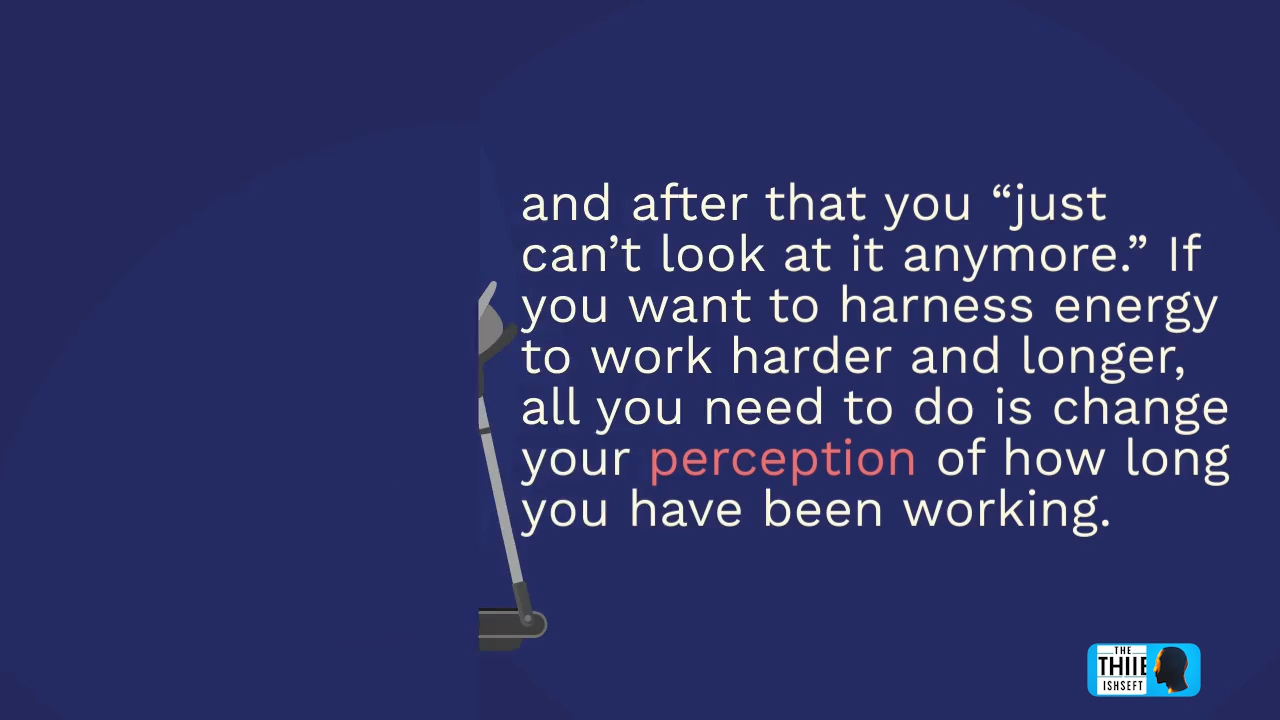 and after that you “just
can’t look at it anymore.” If
you want to harness energy
to work harder and longer,
all you need to do is change
your perception of how long
you have been working.
THE
THIIE
ISHSEFT